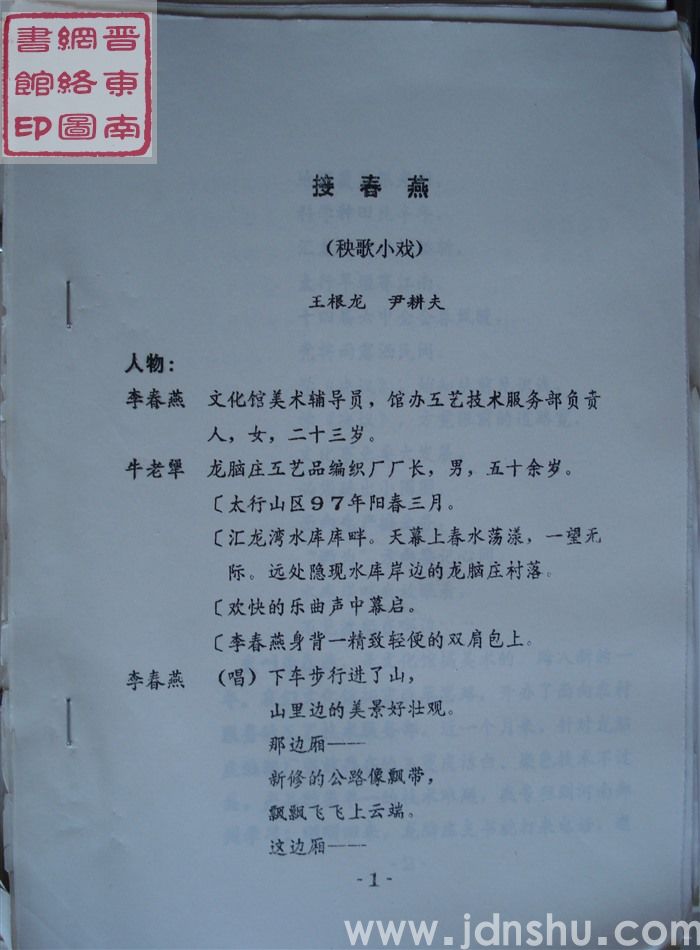 晋东南
網絡圖
書館印
接春燕
（秧歌小戏）
王根龙 尹耕夫
人物：
李春燕 文化馆美术辅导员，馆办工艺技术服务部负责
人，女，二十三岁。
牛老犟 龙脑庄工艺品编织厂厂长，男，五十余岁。
〔太行山区97年阳春三月。
〔汇龙湾水库库畔。天幕上春水荡漾，一望无
际。远处隐现水库岸边的龙脑庄村落。
〔欢快的乐曲声中幕启。
〔李春燕身背一精致轻便的双肩包上。
李春燕 （唱）下车步行进了山，
山里边的美景好壮观。
那边厢——
新修的公路像飘带，
飘飘飞飞上云端。
这边厢——
-1-
www.jdnshu.com